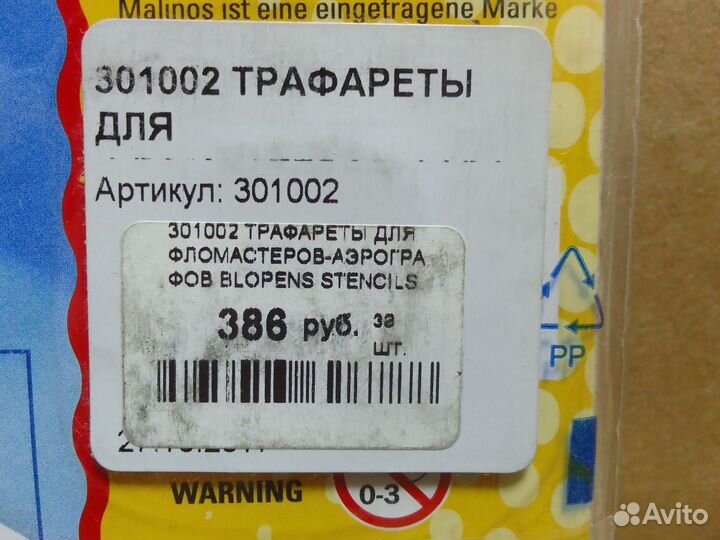 Malinos ist eine eingetragene Marke
301002 ТРАФАРЕТЫ
ДЛЯ
Артикул: 301002
301002 ТРАФАРЕТЫ ДЛЯ
ФЛОМАСТЕРОВ-АЭРОГРА
ФОВ BLOPENS STENCILS
386 руб. за
шт.
PP
WARNING
0-3
Avito